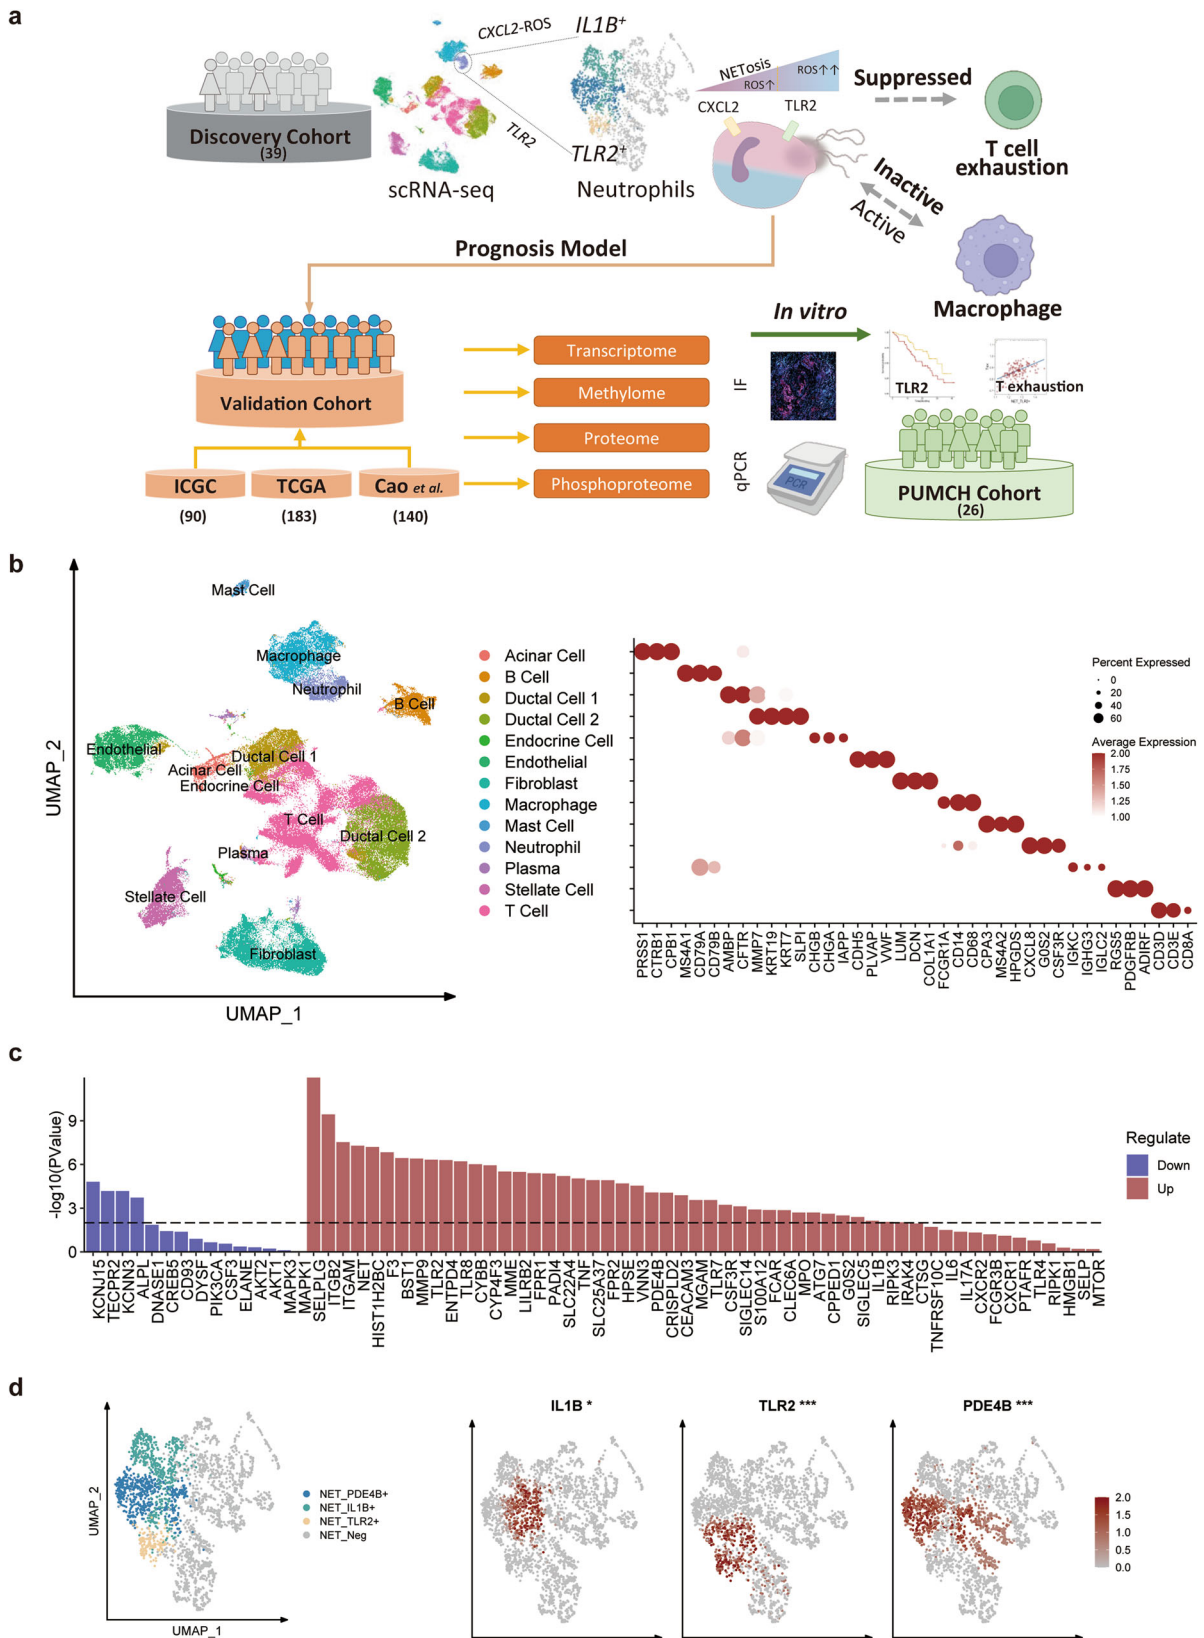 a
CXCL2-ROS
IL1B+
NETosis
ROS↑
ROS↑↑
CXCL2
TLR2
Suppressed
T cell
exhaustion
Discovery Cohort
(39)
TLR2
TLR2+
scRNA-seq
Neutrophils
Inactive
Active
Macrophage
Prognosis Model
In vitro
Validation Cohort
Transcriptome
Methylome
Proteome
Phosphoproteome
IF
qPCR
PCR
TLR2
T exhaustion
NET_TLR2+
ICGC
TCGA
Cao et al.
(90)
(183)
(140)
PUMCH Cohort
(26)
b
UMAP_2
UMAP_1
Mast Cell
Macrophage
Neutrophil
B Cell
Endothelial
Ductal Cell 1
Acinar Cell
Endocrine Cell
T Cell
Ductal Cell 2
Plasma
Stellate Cell
Fibroblast
Acinar Cell
B Cell
Ductal Cell 1
Ductal Cell 2
Endocrine Cell
Endothelial
Fibroblast
Macrophage
Mast Cell
Neutrophil
Plasma
Stellate Cell
T Cell
Percent Expressed
0
20
40
60
Average Expression
2.00
1.75
1.50
1.25
1.00
PRSS1
CTRB1
CPB1
MS4A1
CD79A
CD79B
AMBP
CFTR
MMP7
KRT19
KRT7
SLPI
CHGB
CHGA
IAPP
CDH5
PLVAP
VWF
LUM
DCN
COL1A1
FCGR1A
CD14
CD68
CPA3
MS4A2
HPGDS
CXCL8
G0S2
CSF3R
IGKC
IGHG3
IGLC2
RGS5
PDGFRB
ADIRF
CD3D
CD3E
CD8A
c
-log10(PValue)
9
6
3
0
Regulate
Down
Up
KCNJ15
TECPR2
KCNN3
ALPL
DNASE1
CREB5
CD93
DYSF
PIK3CA
CSF3
ELANE
AKT2
AKT1
MAPK3
MAPK1
SELPLG
ITGB2
ITGAM
NET
HIST1H2BC
F3
BST1
MMP9
TLR2
ENTPD4
TLR8
CYBB
CYP4F3
MME
LILRB2
FPR1
PADI4
SLC22A4
TNF
SLC25A37
FPR2
HPSE
VNN3
PDE4B
CRISPLD2
CEACAM3
MGAM
TLR7
CSF3R
SIGLEC14
S100A12
FCAR
CLEC6A
MPO
ATG7
CPPED1
G0S2
SIGLEC5
IL1B
RIPK3
IRAK4
CTSG
TNFRSF10C
IL6
IL17A
CXCR2
FCGR3B
CXCR1
PTAFR
TLR4
RIPK1
HMGB1
SELP
MTOR
d
UMAP_2
UMAP_1
NET_PDE4B+
NET_IL1B+
NET_TLR2+
NET_Neg
IL1B *
TLR2 ***
PDE4B ***
2.0
1.5
1.0
0.5
0.0